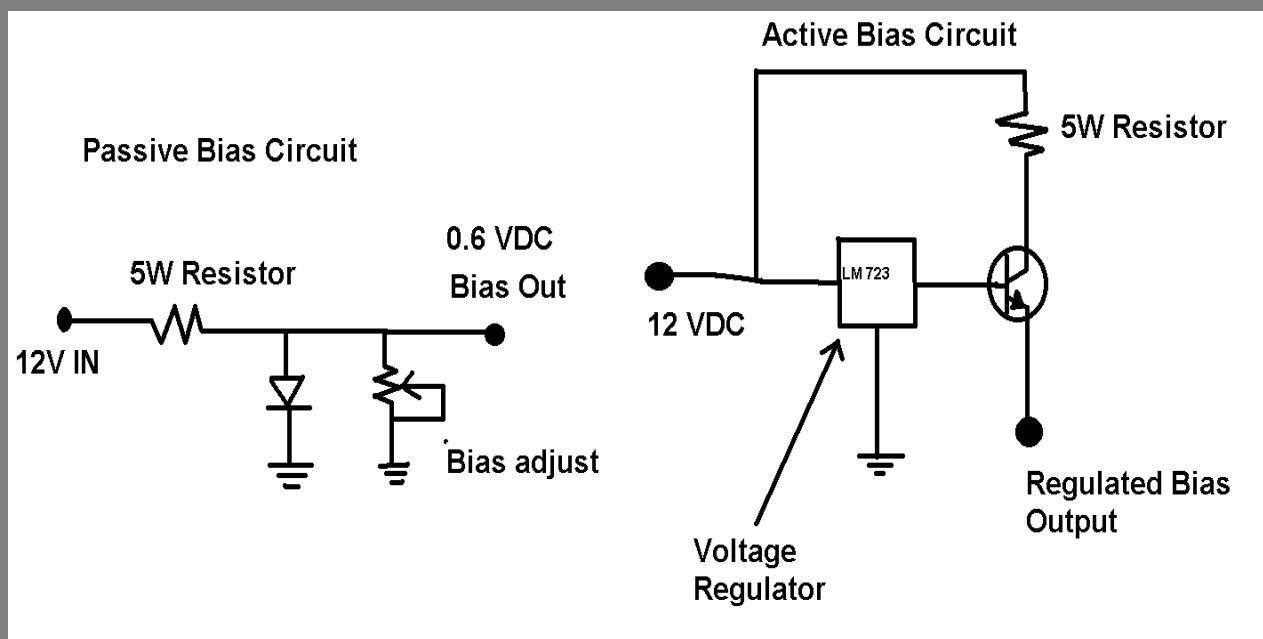 Active Bias Circuit
5W Resistor
Passive Bias Circuit
0.6 VDC
Bias Out
5W Resistor
12V IN
Bias adjust
LM 723
12 VDC
Voltage
Regulator
Regulated Bias
Output